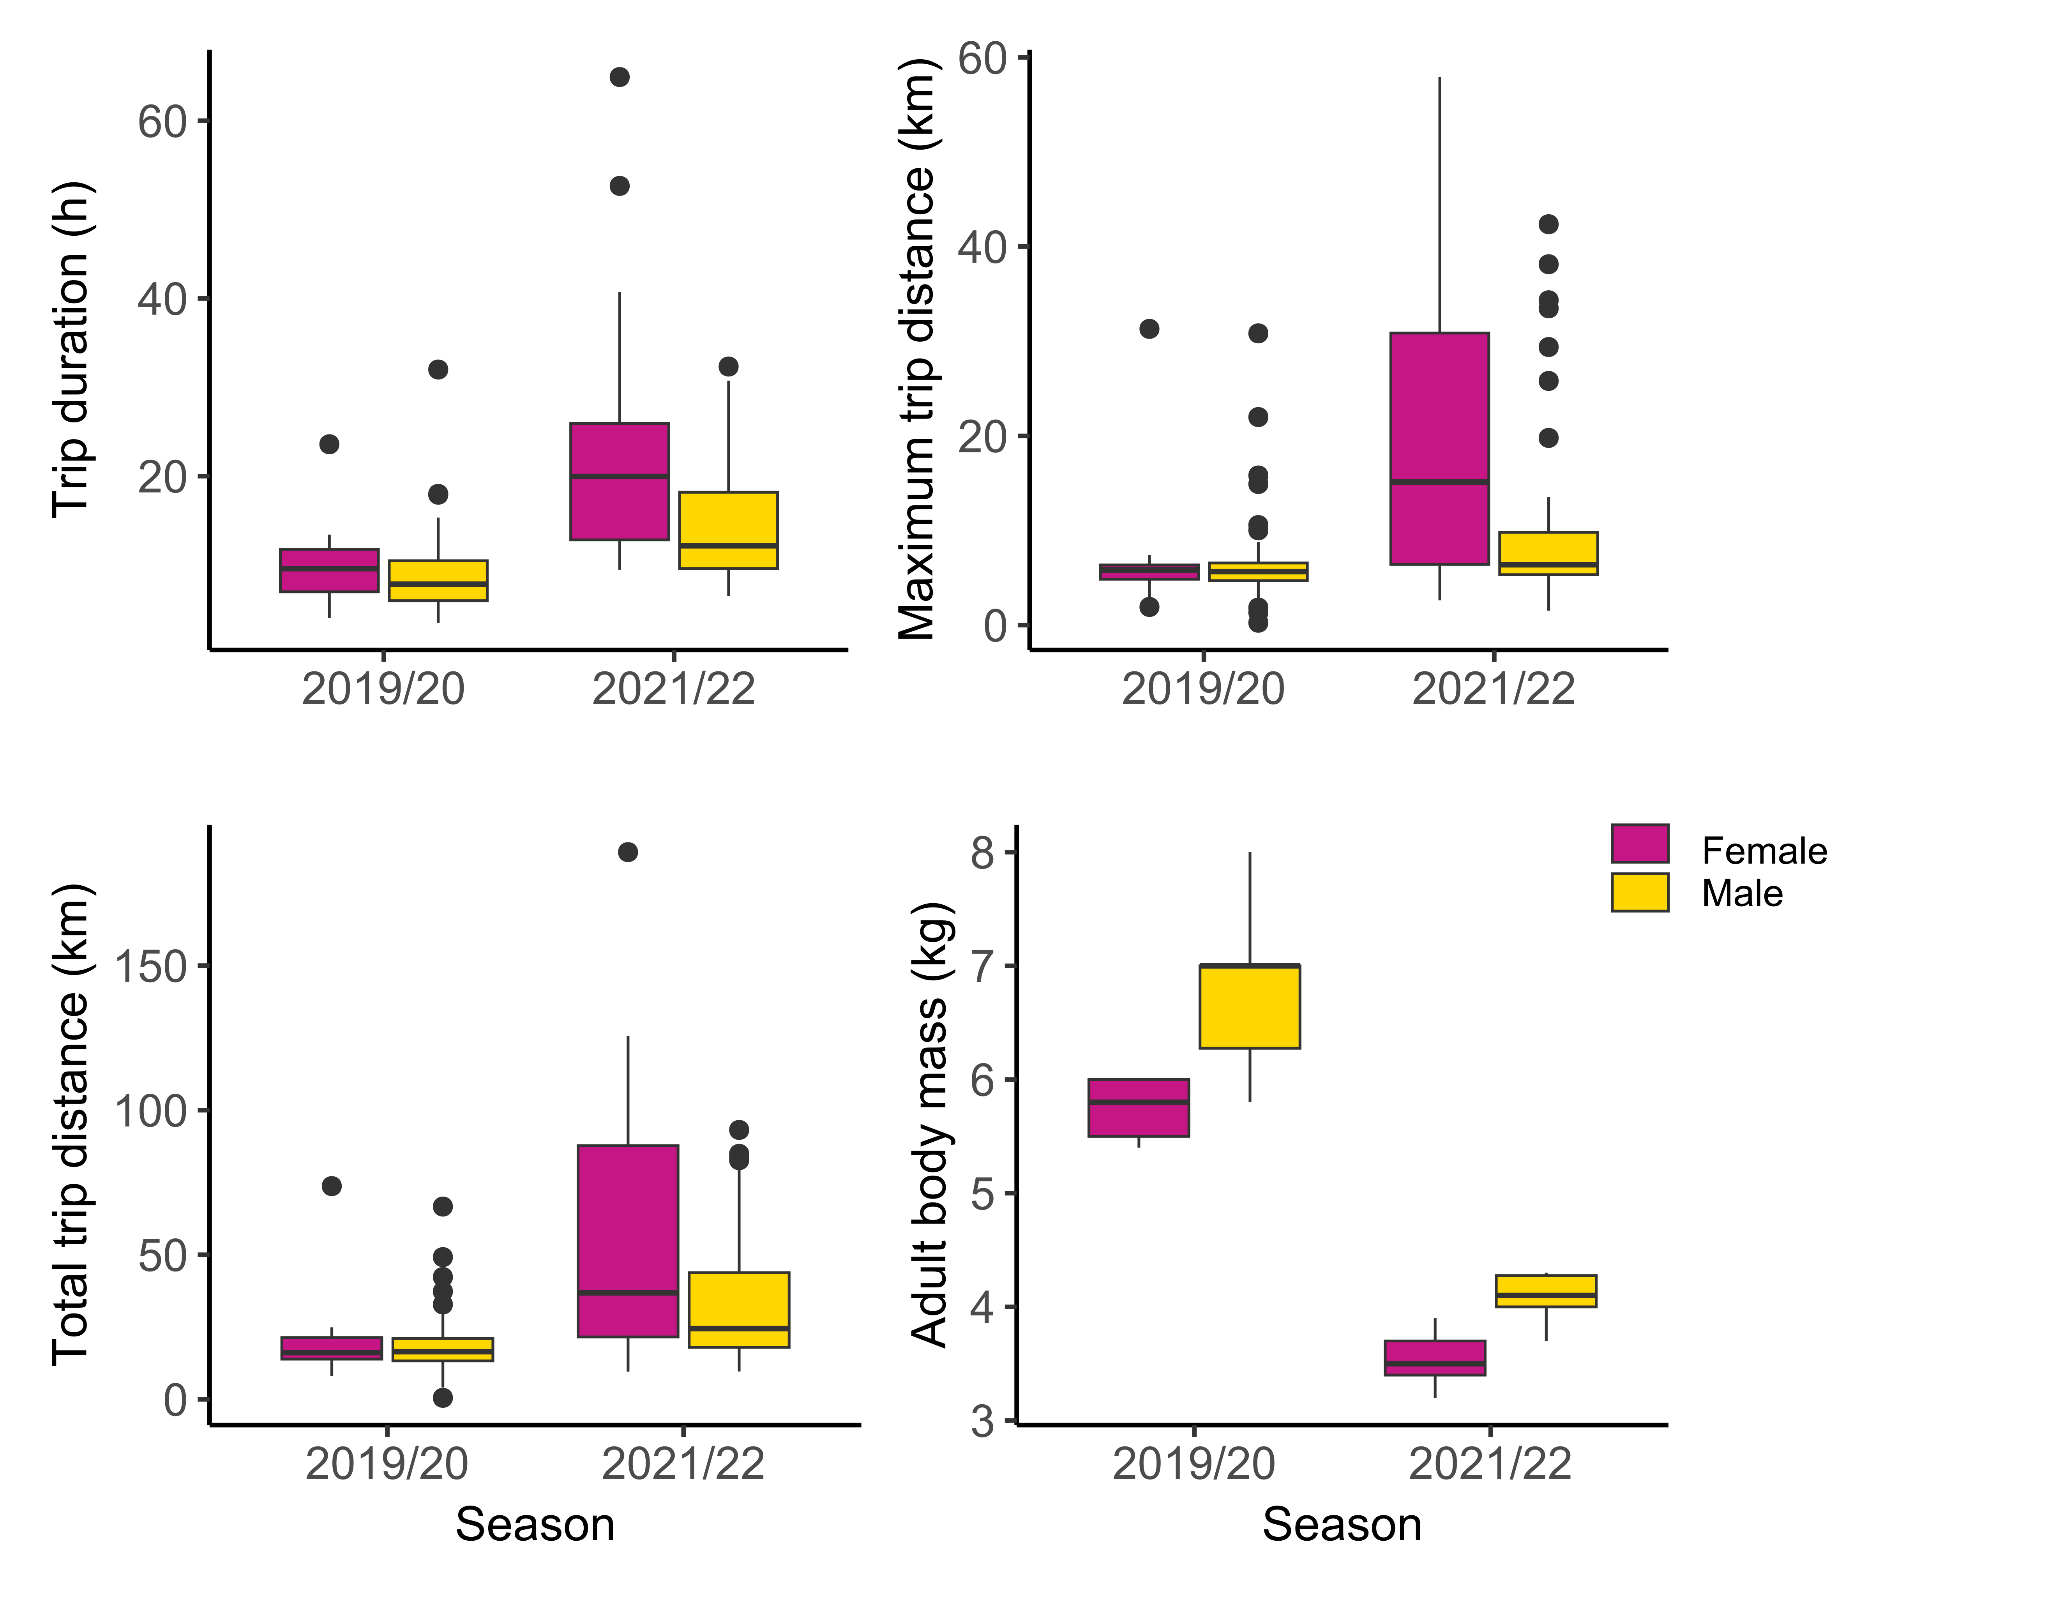 Trip duration (h)
60
40
20
2019/20 2021/22
Maximum trip distance (km)
60
40
20
0
2019/20 2021/22
Total trip distance (km)
150
100
50
0
2019/20 2021/22
Season
Adult body mass (kg)
8
7
6
5
4
3
2019/20 2021/22
Season
Female
Male